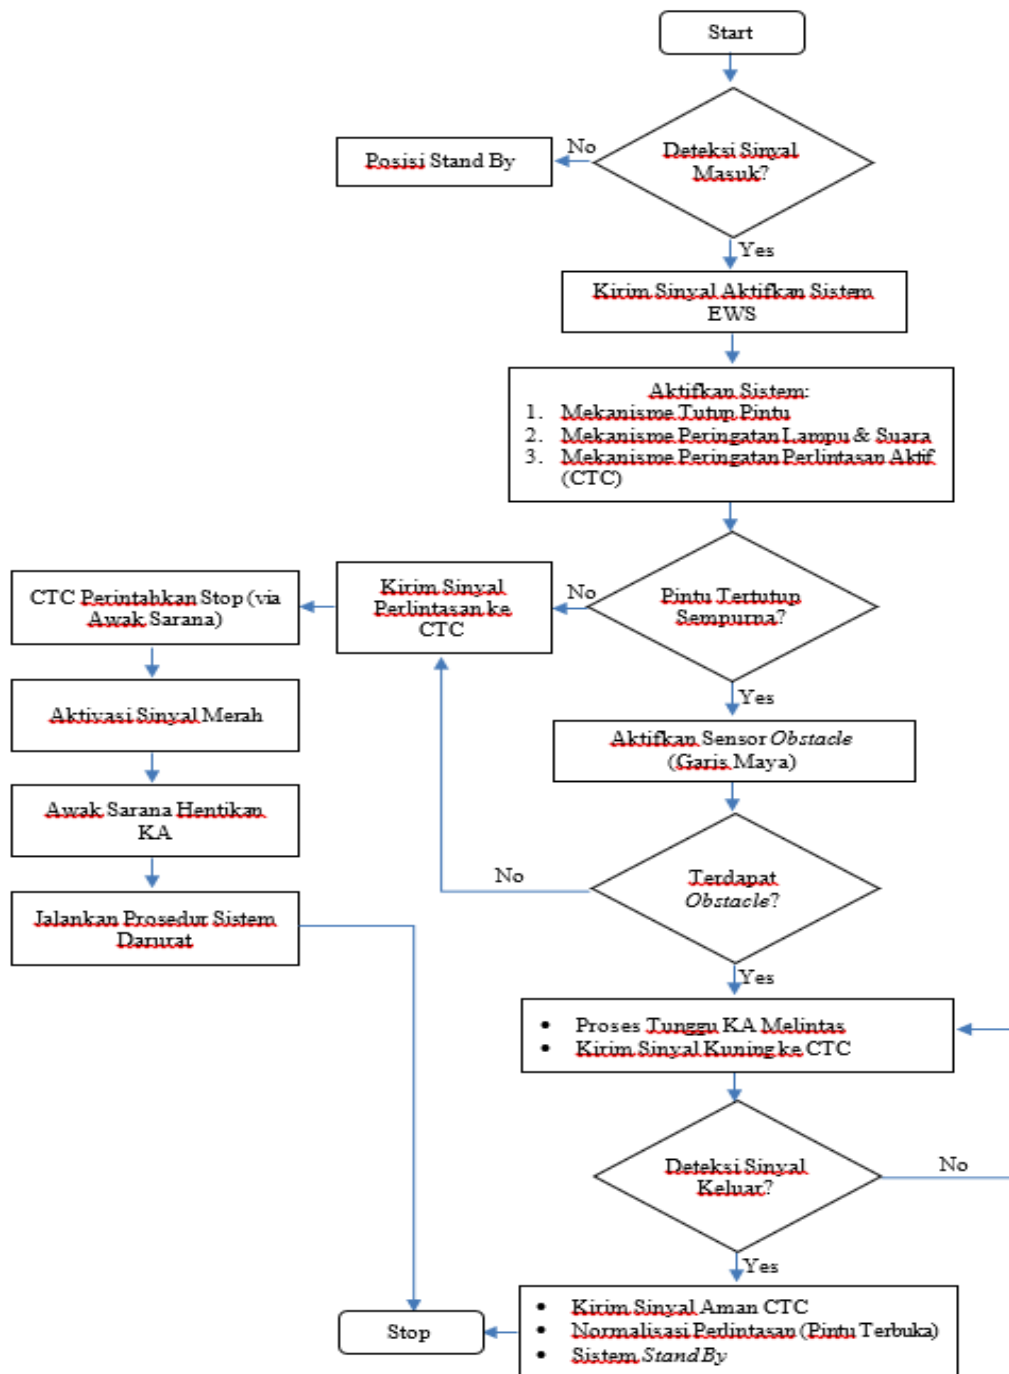 Start
Deteksi Sinyal
Masuk?
No
Posisi Stand By
Yes
Kirim Sinyal Aktifkan Sistem
EWS
Aktifkan Sistem:
1. Mekanisme Tutup Pintu
2. Mekanisme Peringatan Lampu & Suara
3. Mekanisme Peringatan Perlintasan Aktif
(CTC)
Pintu Tertutup
Sempurna?
No
Kirim Sinyal
Perlintasan ke
CTC
CTC Perintahkan Stop (via
Awak Sarana)
Aktivasi Sinyal Merah
Awak Sarana Hentikan
KA
Jalankan Prosedur Sistem
Darurat
Yes
Aktifkan Sensor Obstacle
(Garis Maya)
Terdapat
Obstacle?
No
Yes
• Proses Tunggu KA Melintas
• Kirim Sinyal Kuning ke CTC
Deteksi Sinyal
Keluar?
No
Yes
• Kirim Sinyal Aman CTC
• Normalisasi Perlintasan (Pintu Terbuka)
• Sistem Stand By
Stop